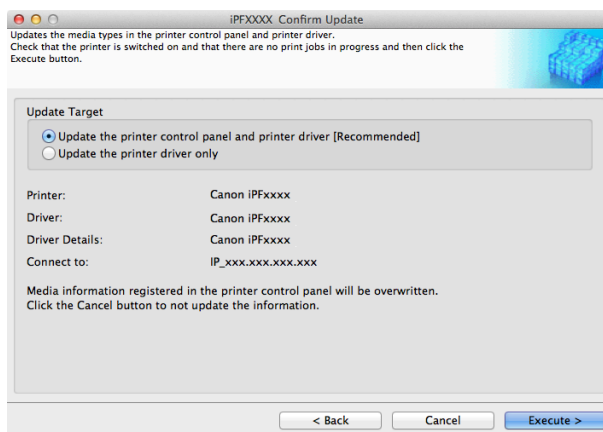 iPFXXXX Confirm Update
Updates the media types in the printer control panel and printer driver.
Check that the printer is switched on and that there are no print jobs in progress and then click the
Execute button.
Update Target
Update the printer control panel and printer driver [Recommended]
Update the printer driver only
Printer: Canon iPFxxxx
Driver: Canon iPFxxxx
Driver Details: Canon iPFxxxx
Connect to: IP_xxx.xxx.xxx.xxx
Media information registered in the printer control panel will be overwritten.
Click the Cancel button to not update the information.
< Back Cancel Execute >